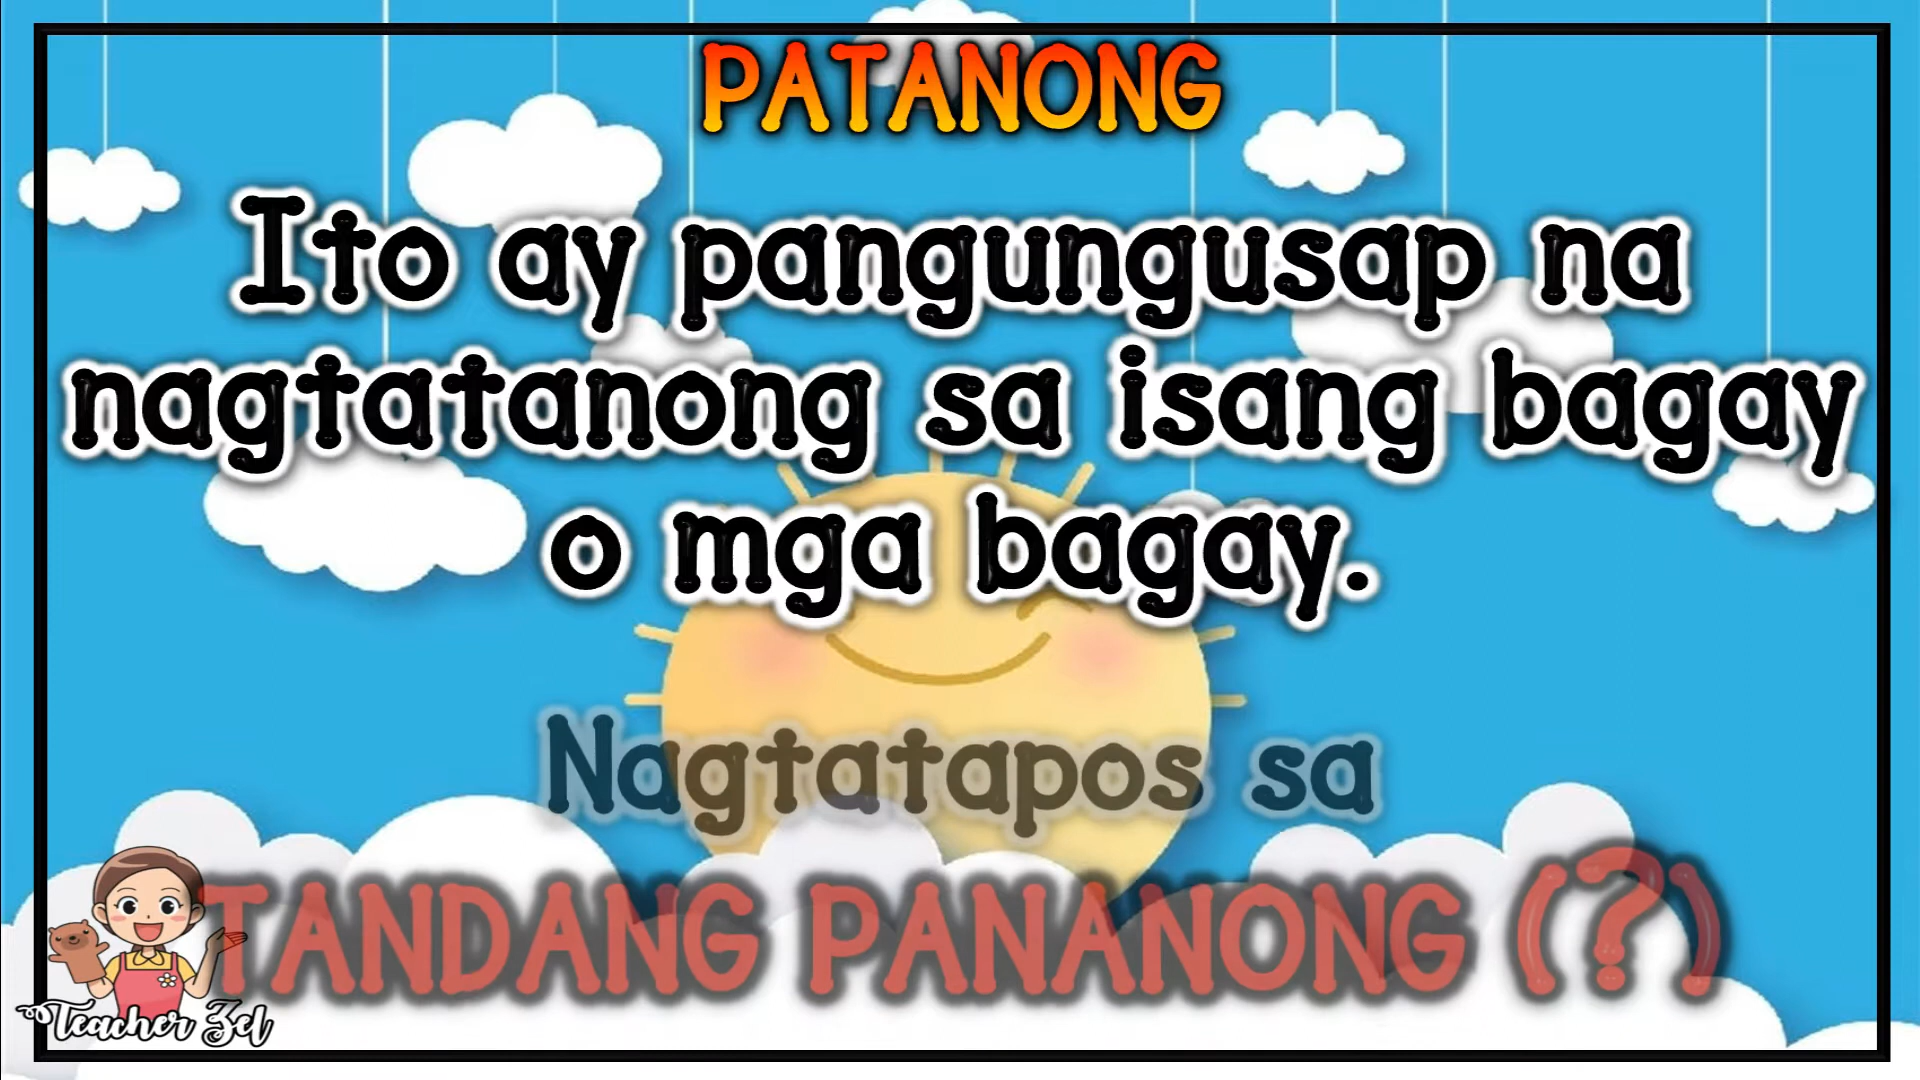 PATANONG
Ito ay pangungusap na
nagtatanong sa isang bagay
o mga bagay.
Nagtatapos sa
TANDANG PANANONG (?)
Teacher Zel